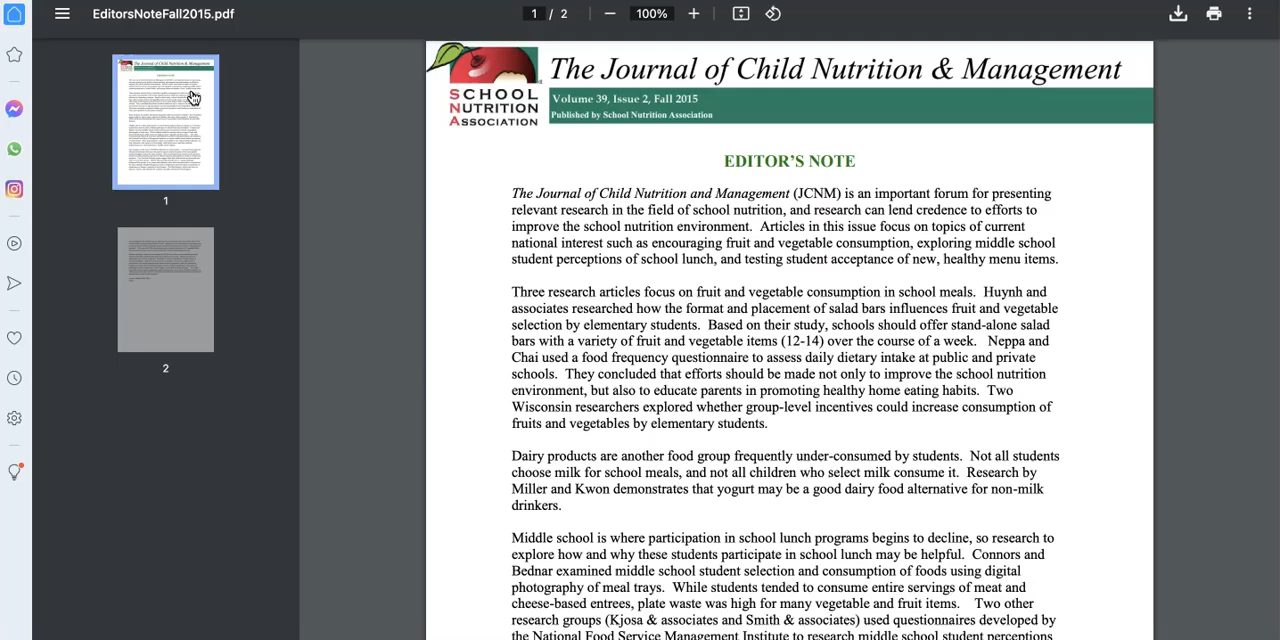 EditorsNoteFall2015.pdf
1 / 2
100%
1
2
The Journal of Child Nutrition & Management
SCHOOL
NUTRITION
ASSOCIATION
Volume 39, Issue 2, Fall 2015
Published by School Nutrition Association
EDITOR'S NOTE
The Journal of Child Nutrition and Management (JCNM) is an important forum for presenting
relevant research in the field of school nutrition, and research can lend credence to efforts to
improve the school nutrition environment.  Articles in this issue focus on topics of current
national interest such as encouraging fruit and vegetable consumption, exploring middle school
student perceptions of school lunch, and testing student acceptance of new, healthy menu items.
Three research articles focus on fruit and vegetable consumption in school meals.  Huynh and
associates researched how the format and placement of salad bars influences fruit and vegetable
selection by elementary students.  Based on their study, schools should offer stand-alone salad
bars with a variety of fruit and vegetable items (12-14) over the course of a week.   Neppa and
Chai used a food frequency questionnaire to assess daily dietary intake at public and private
schools.  They concluded that efforts should be made not only to improve the school nutrition
environment, but also to educate parents in promoting healthy home eating habits.  Two
Wisconsin researchers explored whether group-level incentives could increase consumption of
fruits and vegetables by elementary students.
Dairy products are another food group frequently under-consumed by students.  Not all students
choose milk for school meals, and not all children who select milk consume it.  Research by
Miller and Kwon demonstrates that yogurt may be a good dairy food alternative for non-milk
drinkers.
Middle school is where participation in school lunch programs begins to decline, so research to
explore how and why these students participate in school lunch may be helpful.  Connors and
Bednar examined middle school student selection and consumption of foods using digital
photography of meal trays.  While students tended to consume entire servings of meat and
cheese-based entrees, plate waste was high for many vegetable and fruit items.   Two other
research groups (Kjosa & associates and Smith & associates) used questionnaires developed by
the National Food Service Management Institute to research middle school student perceptions